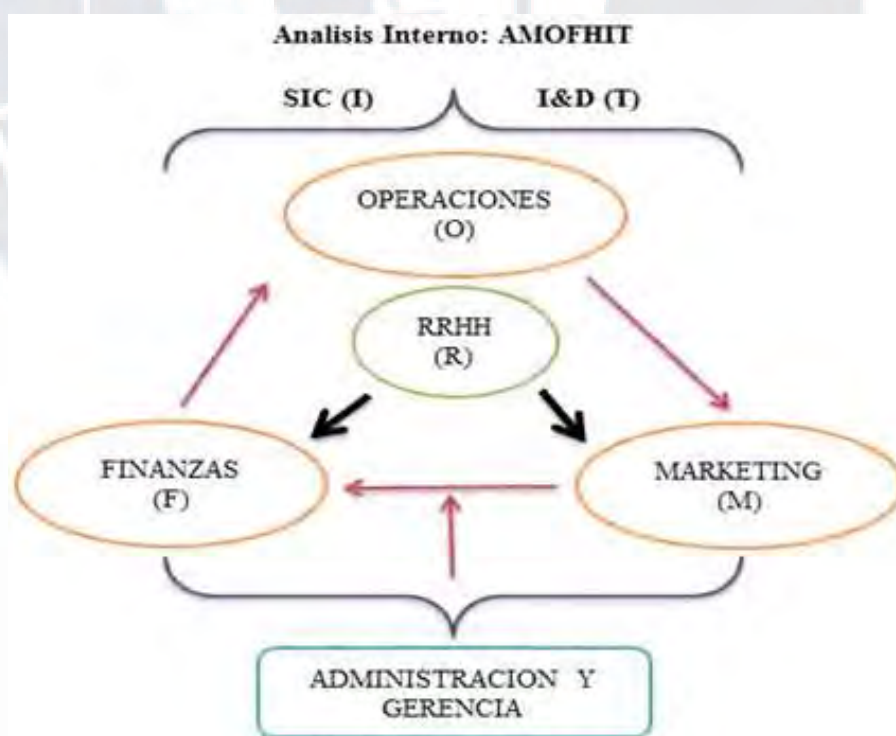 Analisis Interno: AMOFHIT
SIC (I) I&D (T)
OPERACIONES
(O)
RRHH
(R)
FINANZAS
(F)
MARKETING
(M)
ADMINISTRACION Y
GERENCIA